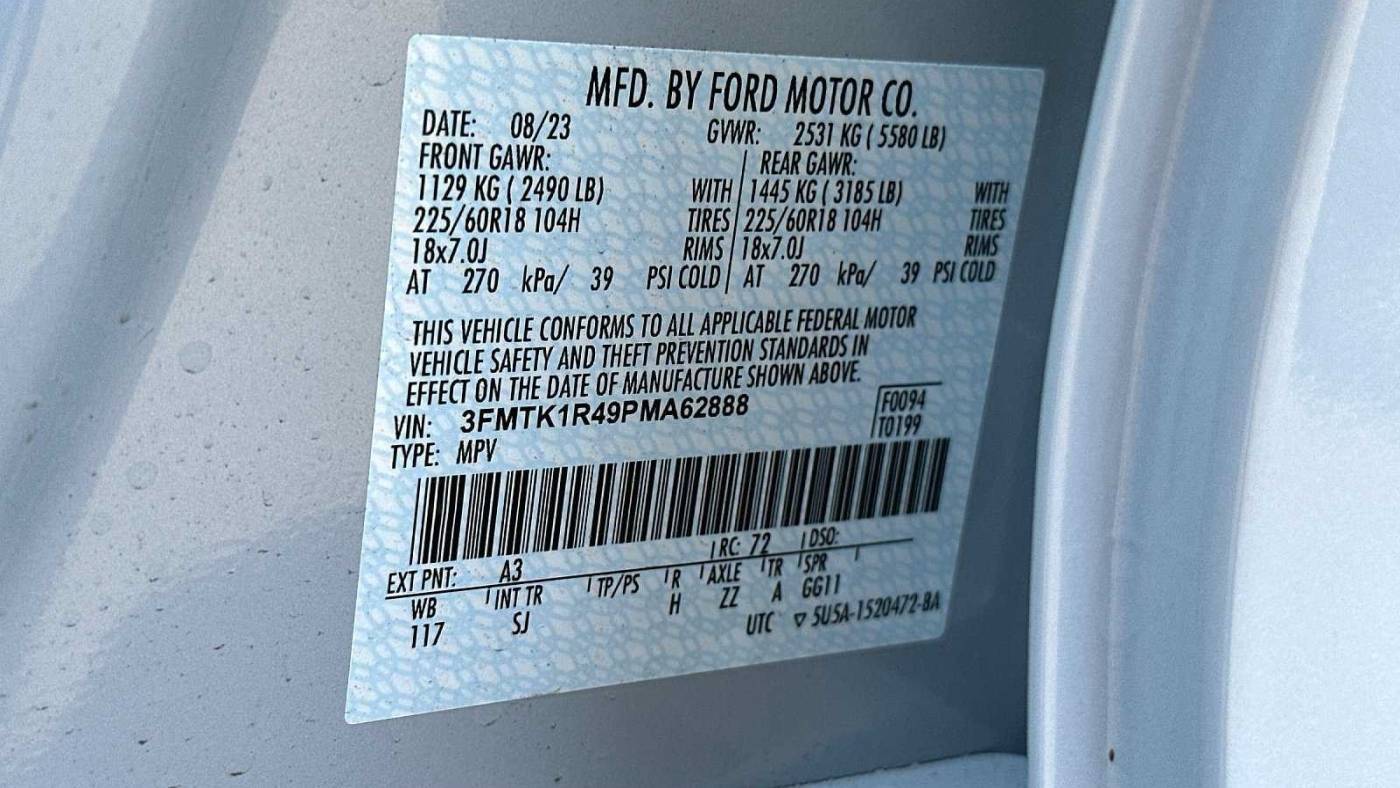 MFD. BY FORD MOTOR CO.
DATE: 08/23 GVWR: 2531 KG ( 5580 LB)
FRONT GAWR: REAR GAWR:
1129 KG ( 2490 LB) WITH 1445 KG ( 3185 LB) WITH
225/60R18 104H TIRES 225/60R18 104H TIRES
18x7.0J RIMS 18x7.0J RIMS
AT 270 kPa/ 39 PSI COLD AT 270 kPa/ 39 PSI COLD
THIS VEHICLE CONFORMS TO ALL APPLICABLE FEDERAL MOTOR
VEHICLE SAFETY AND THEFT PREVENTION STANDARDS IN
EFFECT ON THE DATE OF MANUFACTURE SHOWN ABOVE.
VIN: 3FMTK1R49PMA62888 F0094
TYPE: MPV T0199
EXT PNT: A3 RC: 72 DSO:
WB INT TR TP/PS R AXLE TR SPR
117 SJ H ZZ A GG11
UTC ▽ 5U5A-1520472-BA